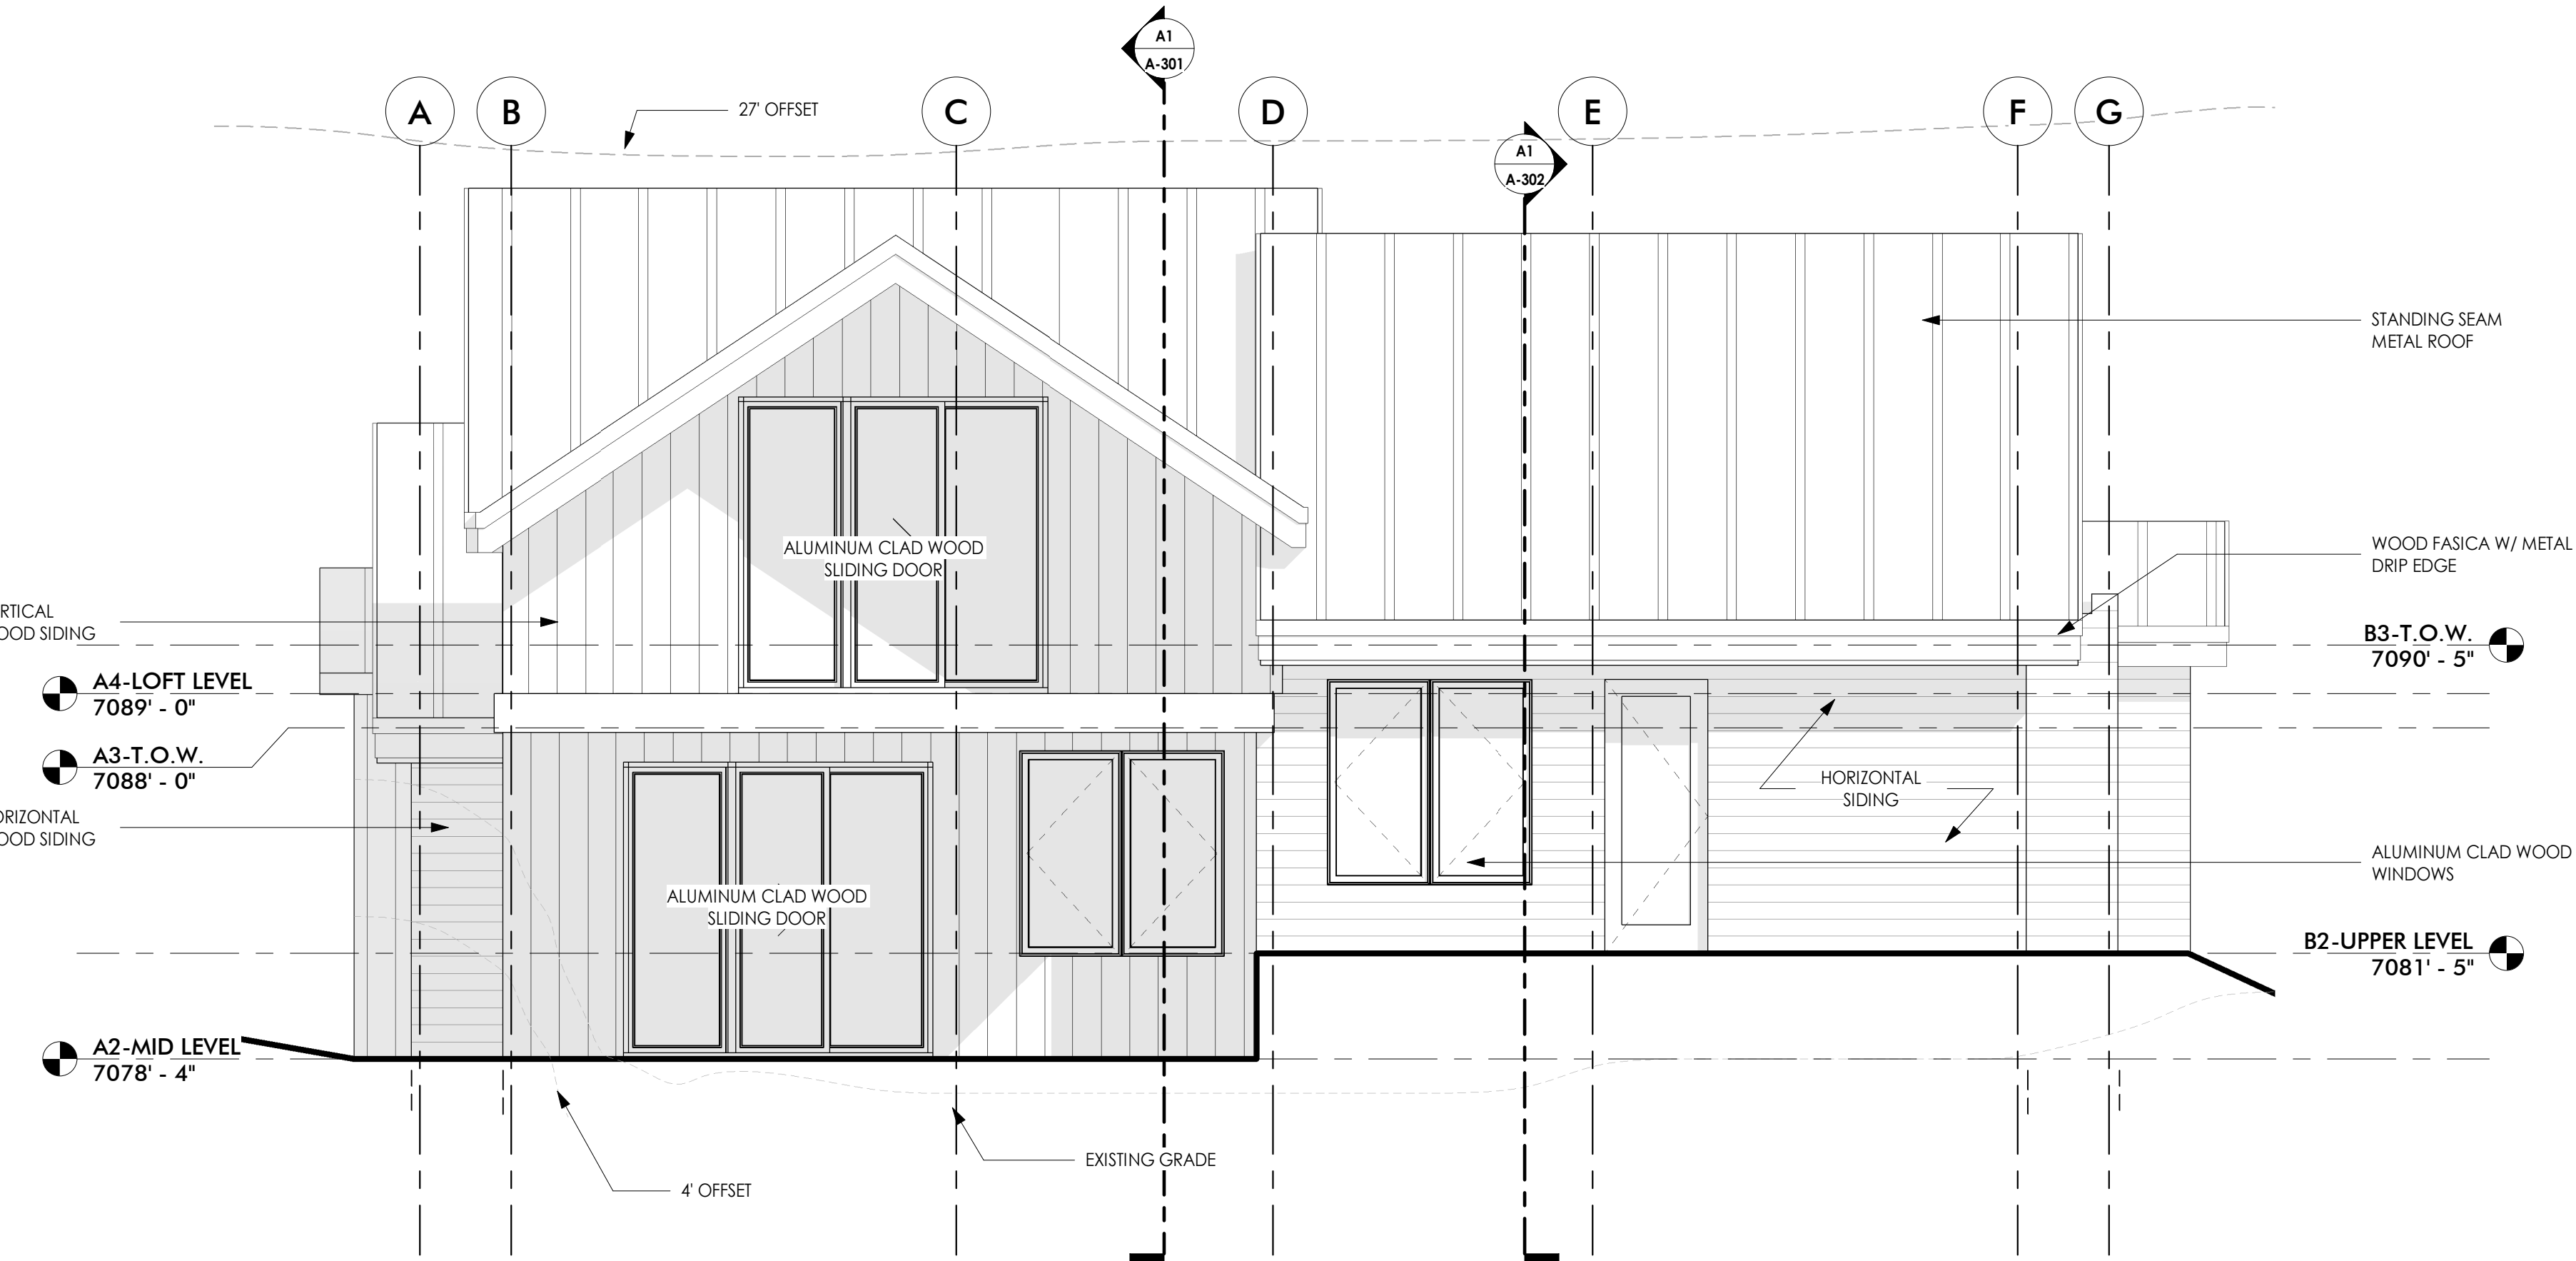 A1
A-301
A
B
27' OFFSET
C
D
E
F
G
A1
A-302
STANDING SEAM
METAL ROOF
ALUMINUM CLAD WOOD
SLIDING DOOR
WOOD FASICA W/ METAL
DRIP EDGE
RTICAL
OOD SIDING
B3-T.O.W.
7090' - 5"
A4-LOFT LEVEL
7089' - 0"
A3-T.O.W.
7088' - 0"
HORIZONTAL
SIDING
ORIZONTAL
OOD SIDING
ALUMINUM CLAD WOOD
WINDOWS
ALUMINUM CLAD WOOD
SLIDING DOOR
B2-UPPER LEVEL
7081' - 5"
A2-MID LEVEL
7078' - 4"
EXISTING GRADE
4' OFFSET